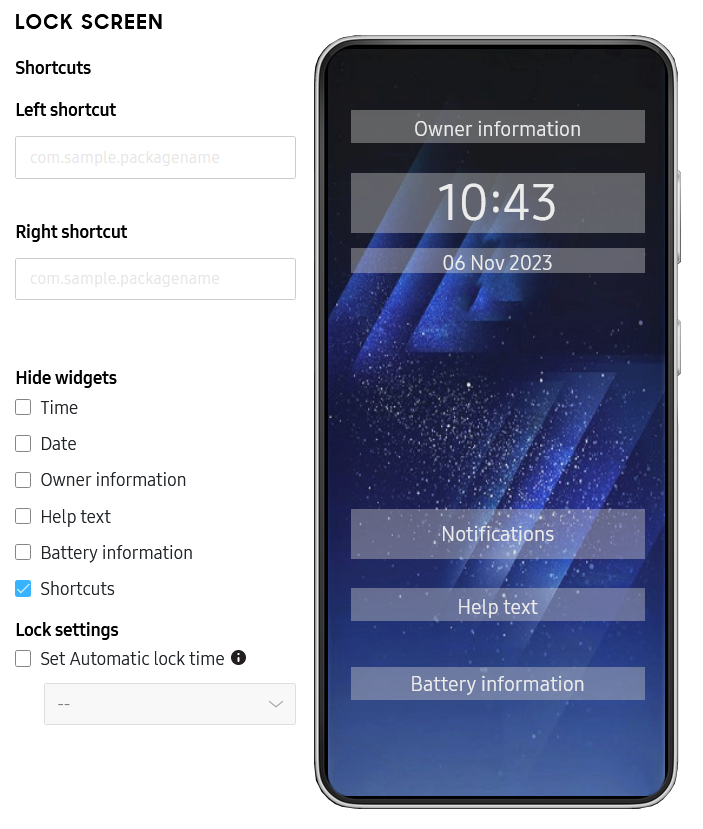 LOCK SCREEN
Shortcuts
Left shortcut
com.sample.packagename
Right shortcut
com.sample.packagename
Hide widgets
Time
Date
Owner information
Help text
Battery information
Shortcuts
Lock settings
Set Automatic lock time
--
Owner information
10:43
06 Nov 2023
Notifications
Help text
Battery information